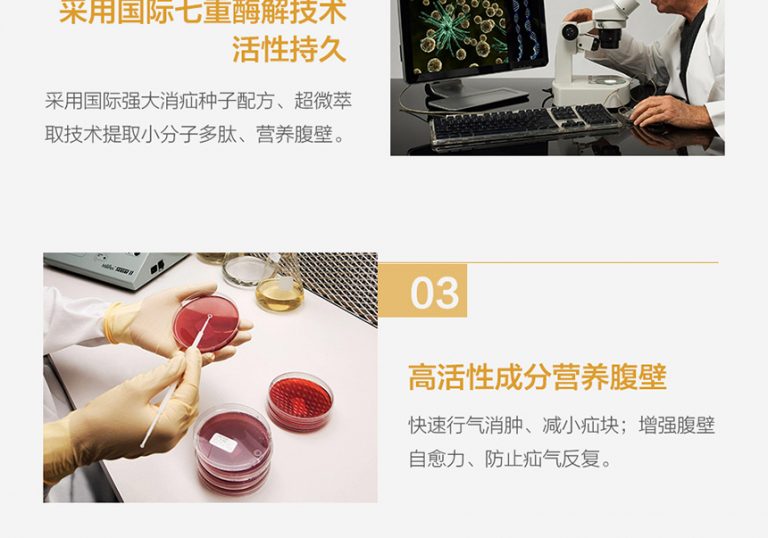 采用国际七重酶解技术
活性持久
采用国际强大消疝种子配方、超微萃
取技术提取小分子多肽、营养腹壁。
03
高活性成分营养腹壁
快速行气消肿、减小疝块；增强腹壁
自愈力、防止疝气反复。